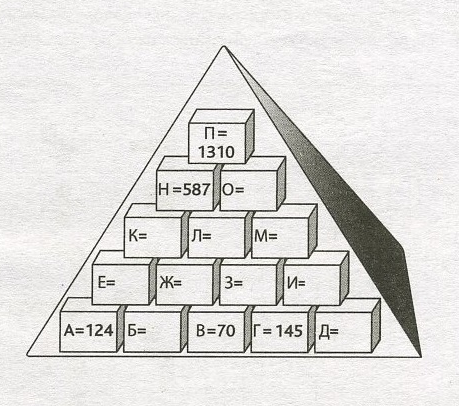 П=
1310
Н=587 О=
К= Л= М=
Е= Ж= З= И=
А=124 Б= В=70 Г=145 Д=